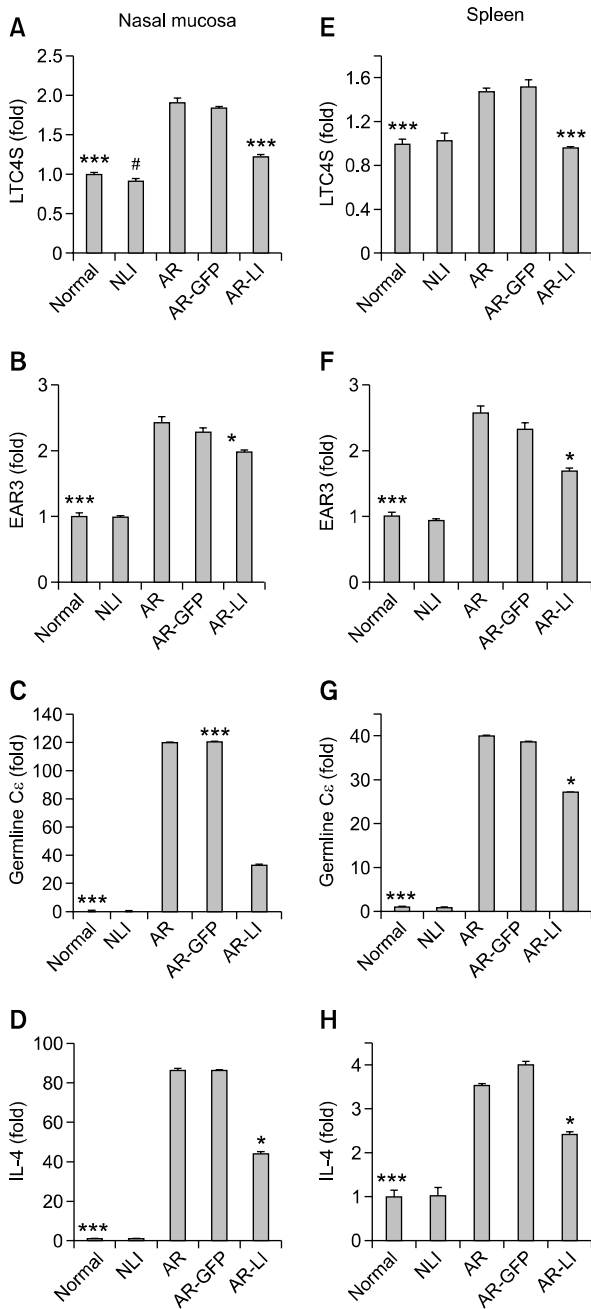 Nasal mucosa
Spleen
A
LTC4S (fold)
2.5
2.0
1.5
1.0
0.5
0
***
#
***
Normal
NLI
AR
AR-GFP
AR-LI
E
LTC4S (fold)
1.6
1.2
0.8
0.4
0
***
***
Normal
NLI
AR
AR-GFP
AR-LI
B
EAR3 (fold)
3
2
1
0
***
*
Normal
NLI
AR
AR-GFP
AR-LI
F
EAR3 (fold)
3
2
1
0
***
*
Normal
NLI
AR
AR-GFP
AR-LI
C
Germline Cε (fold)
140
120
100
80
60
40
20
0
***
***
Normal
NLI
AR
AR-GFP
AR-LI
G
Germline Cε (fold)
40
30
20
10
0
***
*
Normal
NLI
AR
AR-GFP
AR-LI
D
IL-4 (fold)
100
80
60
40
20
0
***
*
Normal
NLI
AR
AR-GFP
AR-LI
H
IL-4 (fold)
4
3
2
1
0
***
*
Normal
NLI
AR
AR-GFP
AR-LI